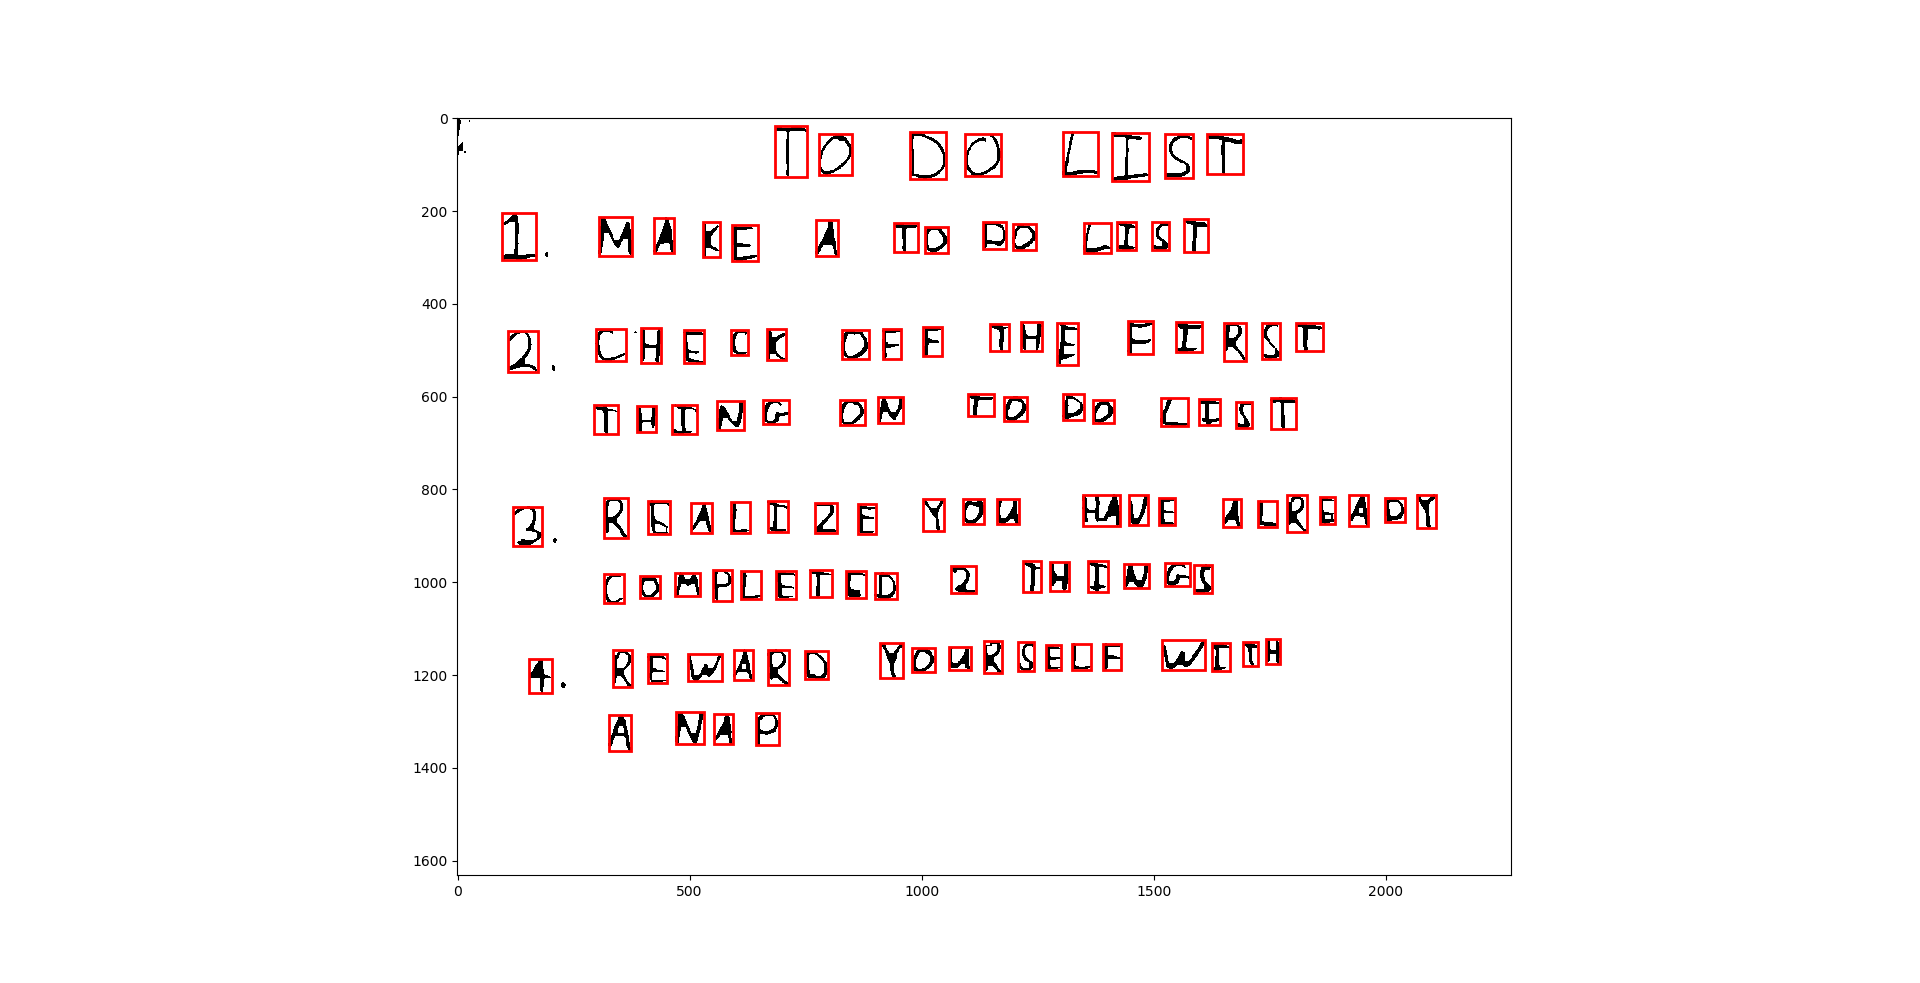 TO DO LIST
1. MAKE A TO DO LIST
2. CHECK OFF THE FIRST
THING ON TO DO LIST
3. REALIZE YOU HAVE ALREADY
COMPLETED 2 THINGS
4. REWARD YOURSELF WITH
A NAP
0
200
400
600
800
1000
1200
1400
1600
0 500 1000 1500 2000